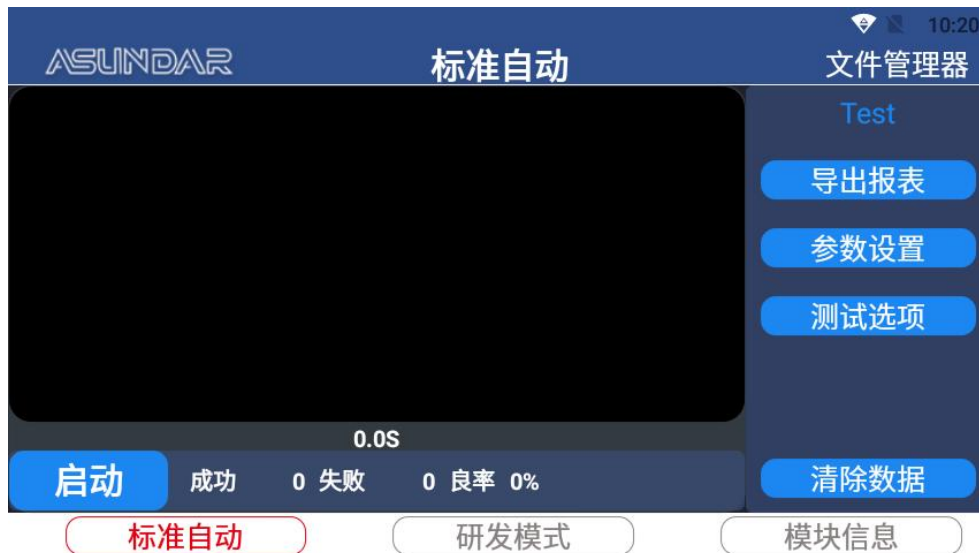 10:20
ASUNDAR 标准自动 文件管理器
Test
导出报表
参数设置
测试选项
0.0S
启动 成功 0 失败 0 良率 0% 清除数据
标准自动 研发模式 模块信息